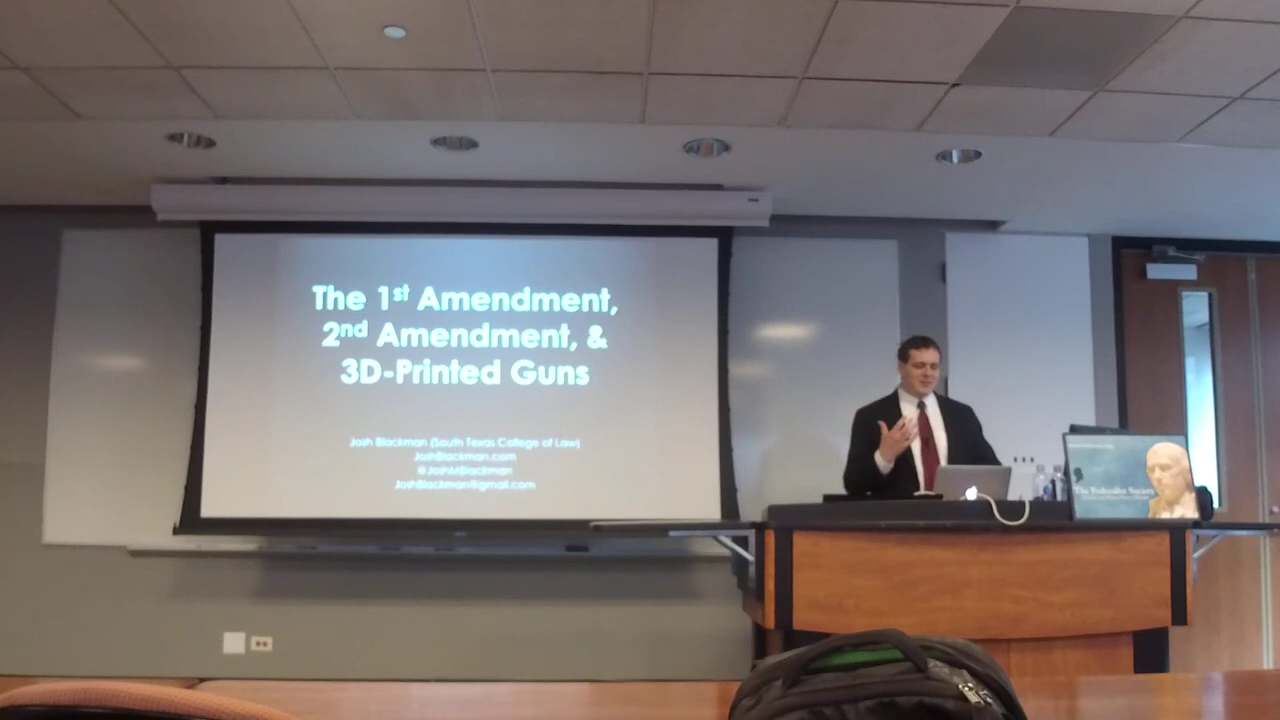 The 1st Amendment,
2nd Amendment, &
3D-Printed Guns
Josh Blackman (South Texas College of Law)
JoshBlackman.com
@JoshMBlackman
JoshBlackman@gmail.com
The Federalist Society